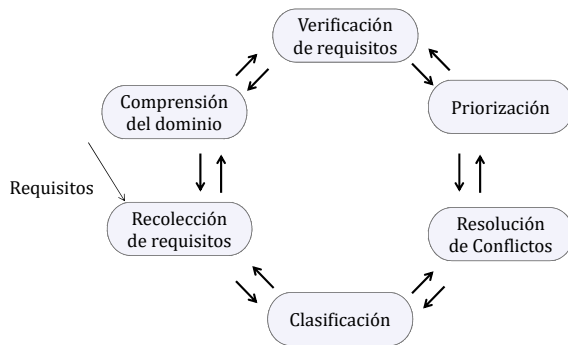 Verificación
de requisitos
Comprensión
del dominio
Priorización
Requisitos
Recolección
de requisitos
Resolución
de Conflictos
Clasificación